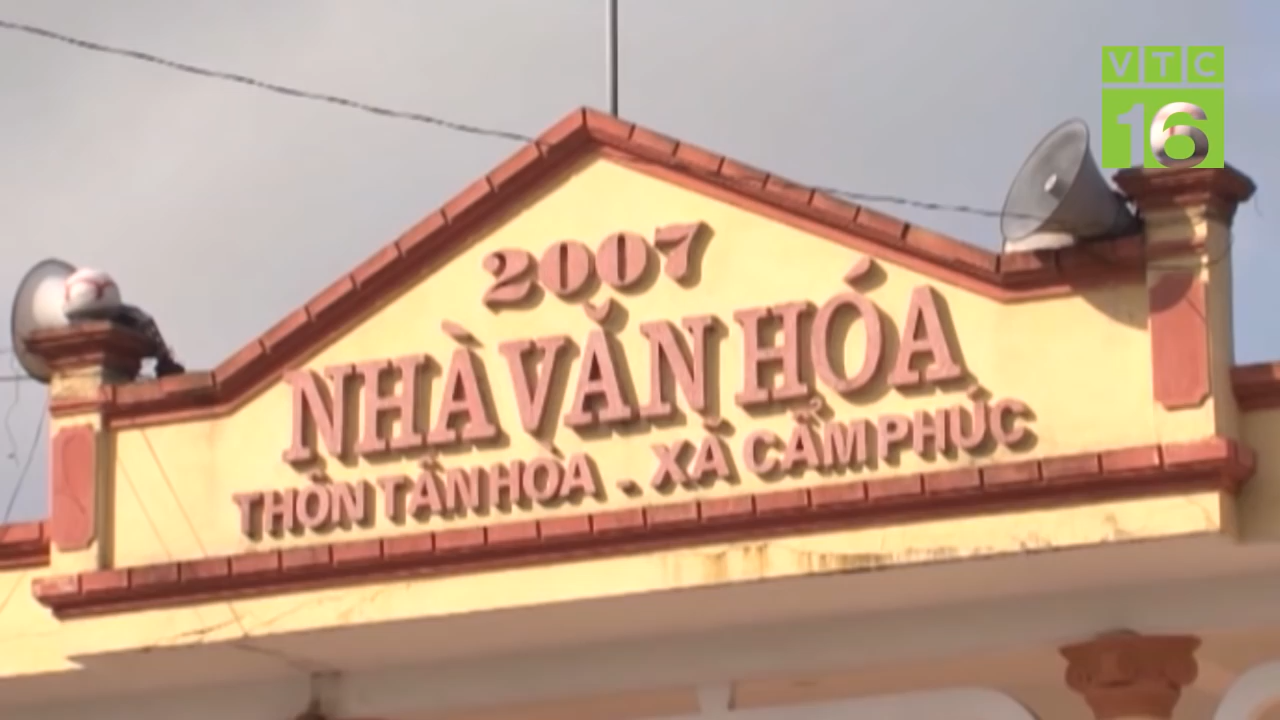 VTC
16
2007
NHÀ VĂN HÓA
THÔN TÂN HÒA . XÃ CẨM PHÚC